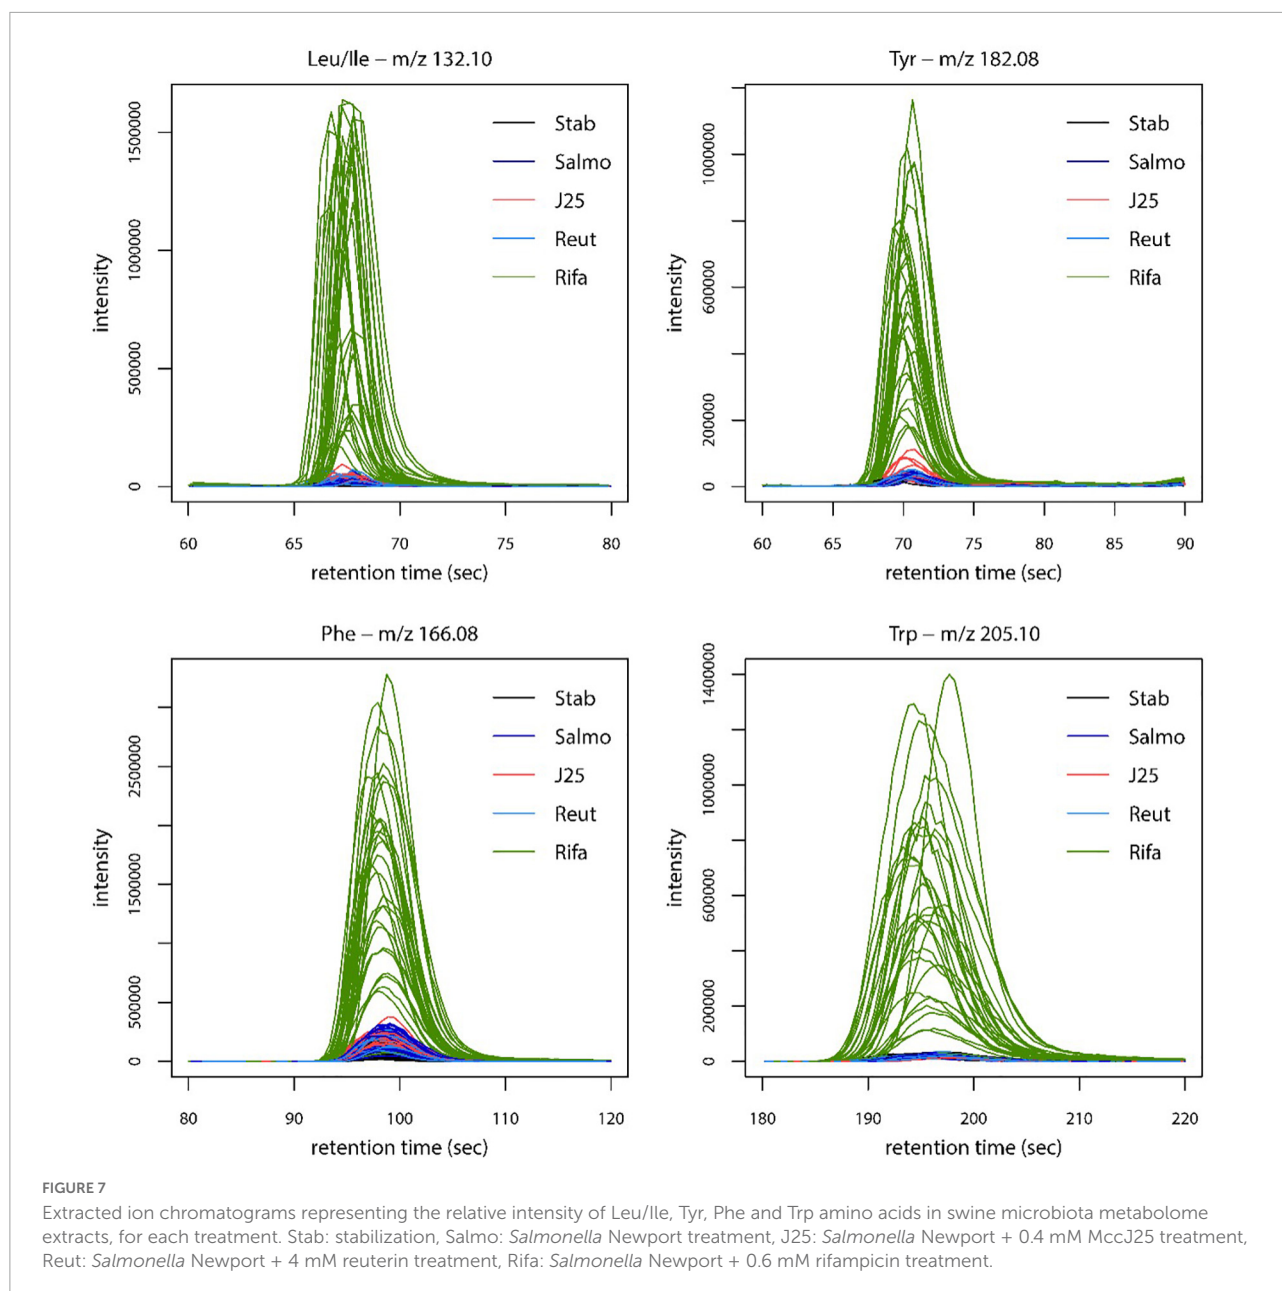 Leu/Ile – m/z 132.10
intensity
1500000
1000000
500000
0
Stab
Salmo
J25
Reut
Rifa
60 65 70 75 80
retention time (sec)
Tyr – m/z 182.08
intensity
1000000
600000
200000
0
Stab
Salmo
J25
Reut
Rifa
60 65 70 75 80 85 90
retention time (sec)
Phe – m/z 166.08
intensity
2500000
1500000
500000
0
Stab
Salmo
J25
Reut
Rifa
80 90 100 110 120
retention time (sec)
Trp – m/z 205.10
intensity
1400000
1000000
600000
200000
0
Stab
Salmo
J25
Reut
Rifa
180 190 200 210 220
retention time (sec)
FIGURE 7
Extracted ion chromatograms representing the relative intensity of Leu/Ile, Tyr, Phe and Trp amino acids in swine microbiota metabolome
extracts, for each treatment. Stab: stabilization, Salmo: Salmonella Newport treatment, J25: Salmonella Newport + 0.4 mM MccJ25 treatment,
Reut: Salmonella Newport + 4 mM reuterin treatment, Rifa: Salmonella Newport + 0.6 mM rifampicin treatment.